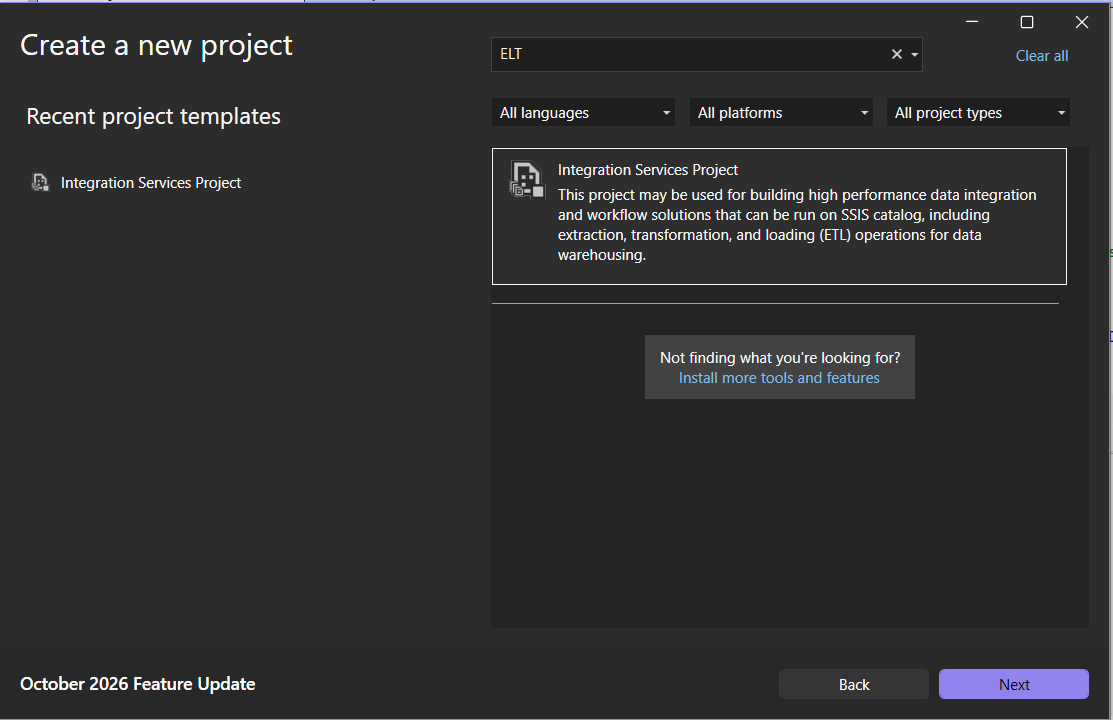 Create a new project
ELT
Clear all
Recent project templates
All languages
All platforms
All project types
Integration Services Project
Integration Services Project
This project may be used for building high performance data integration
and workflow solutions that can be run on SSIS catalog, including
extraction, transformation, and loading (ETL) operations for data
warehousing.
Not finding what you're looking for?
Install more tools and features
October 2026 Feature Update
Back
Next